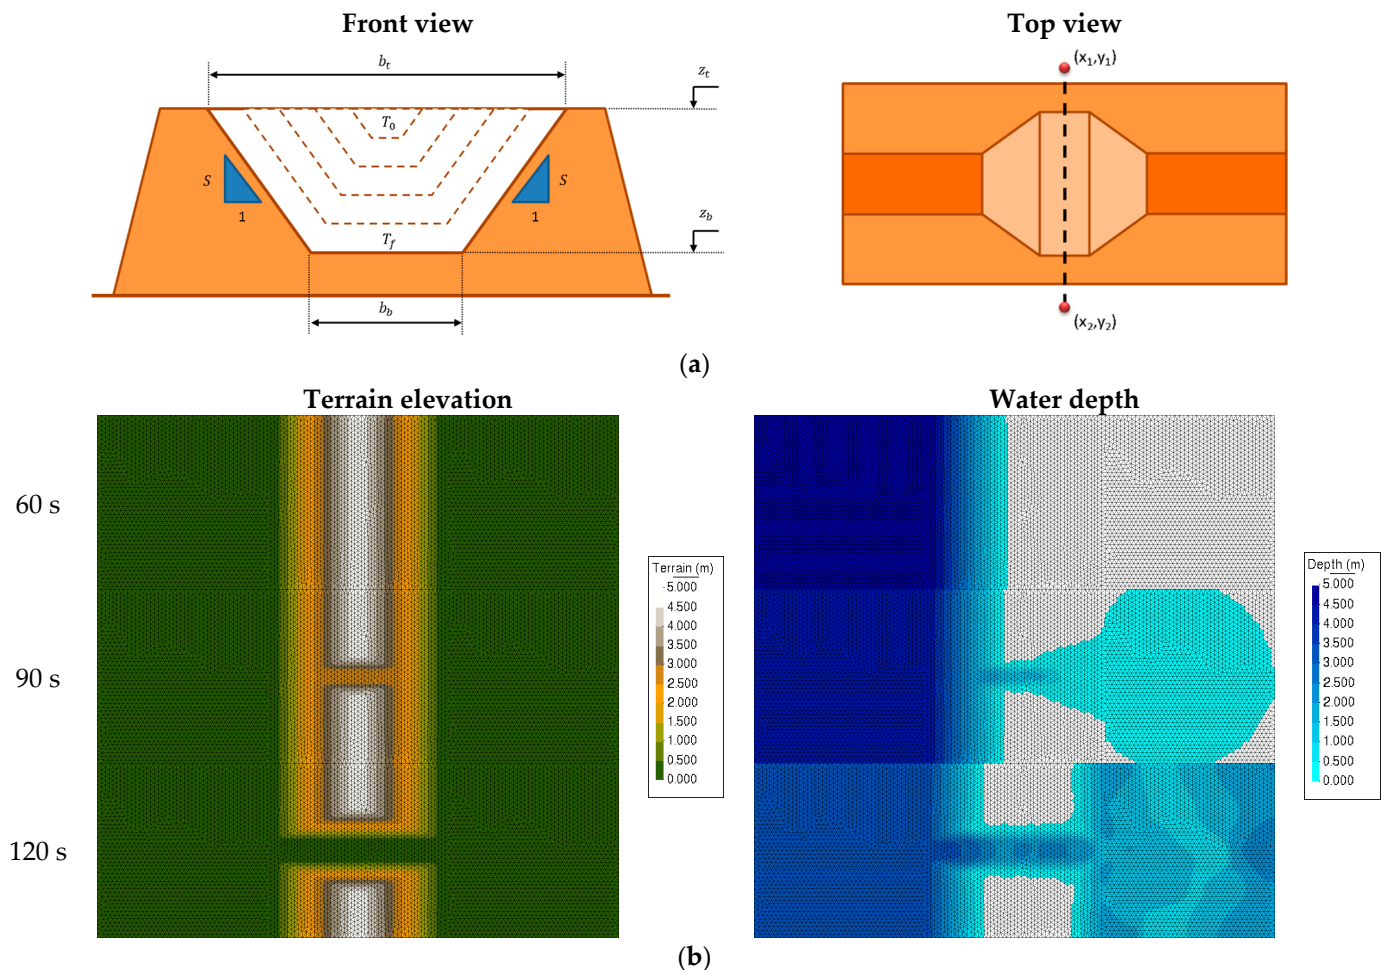 Front view
Top view
b_t
z_t
(x₁,y₁)
T_0
S
S
1
1
z_b
T_f
b_b
(x₂,y₂)
(a)
Terrain elevation
Water depth
60 s
90 s
120 s
Terrain (m)
5.000
4.500
4.000
3.500
3.000
2.500
2.000
1.500
1.000
0.500
0.000
Depth (m)
5.000
4.500
4.000
3.500
3.000
2.500
2.000
1.500
1.000
0.500
0.000
(b)